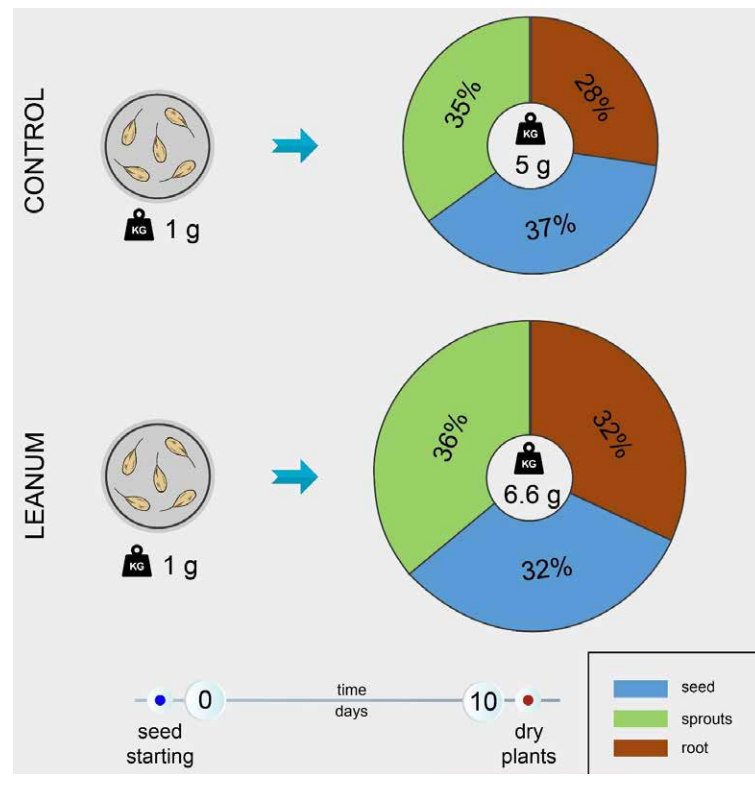 CONTROL
KG
1 g
35%
28%
37%
KG
5 g
LEANUM
KG
1 g
36%
32%
32%
KG
6.6 g
0
time
days
10
seed
starting
dry
plants
seed
sprouts
root